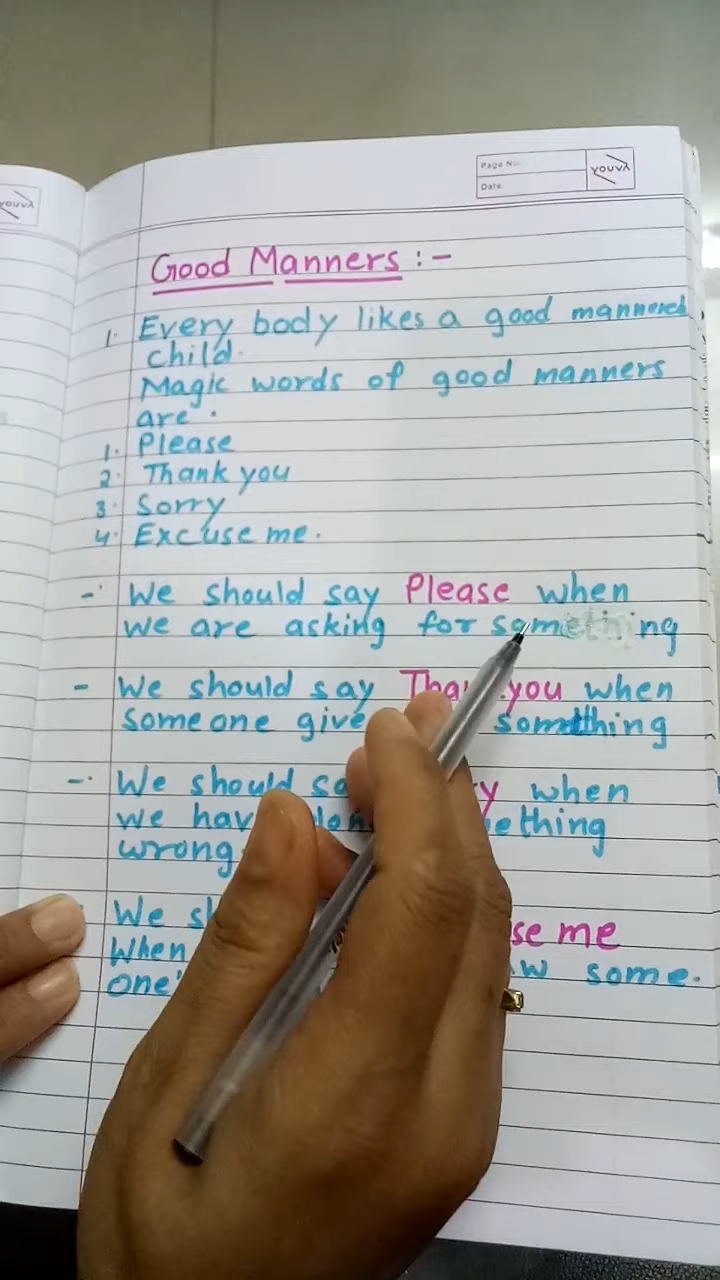 Page No.
Date
youva
youva
Good Manners :-
1. Every body likes a good mannered
child.
Magic words of good manners
are.
1. Please
2. Thank you
3. Sorry
4. Excuse me.
- We should say Please when
we are asking for something
- We should say Thank you when
someone give something
- We should when
we have something
wrong
We me
When some.
one's